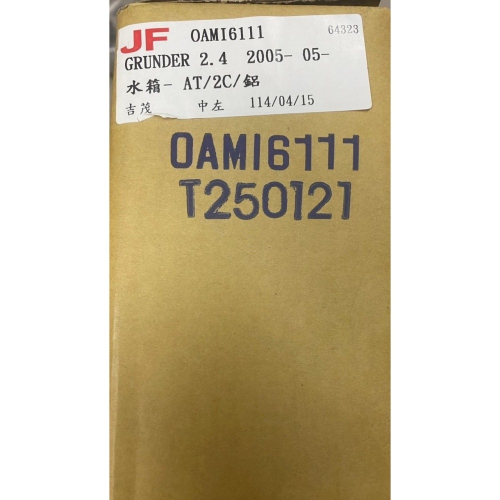 JF OAMI6111 64323
GRUNDER 2.4 2005- 05-
水箱- AT/2C/鋁
吉茂 中左 114/04/15
OAMI6111
T250121